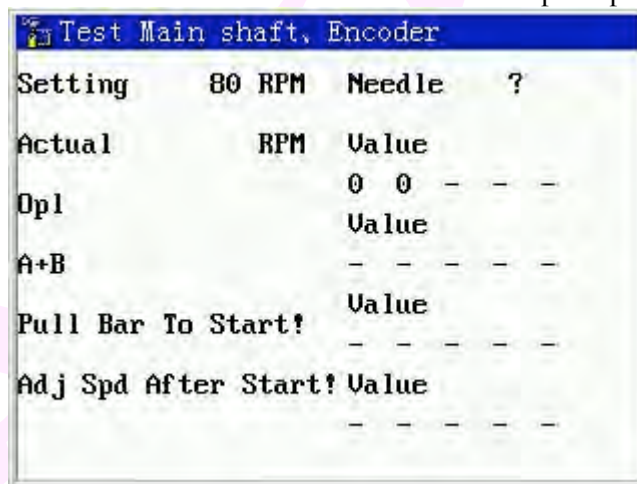 Test Main shaft、Encoder
Setting 80 RPM Needle ?
Actual RPM Value
0 0 - - -
Opl
Value
A+B
- - - - -
Value
Pull Bar To Start!
- - - - -
Adj Spd After Start! Value
- - - - -